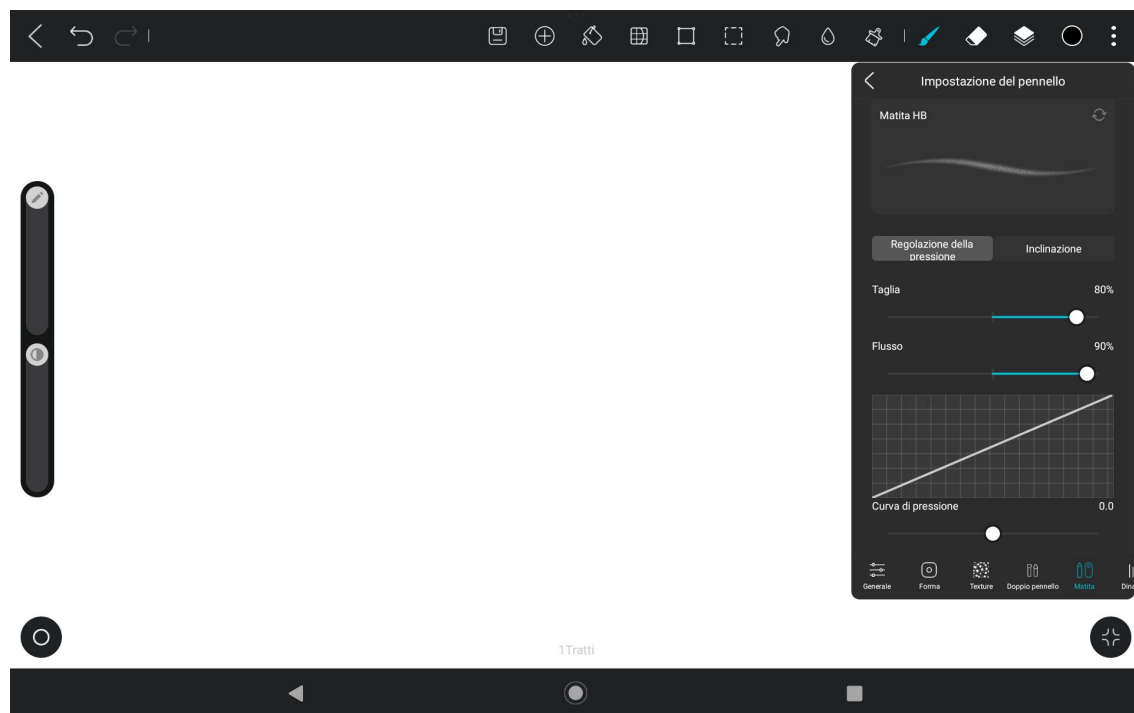 Impostazione del pennello
Matita HB
Regolazione della
pressione
Inclinazione
Taglia 80%
Flusso 90%
Curva di pressione 0.0
Generale Forma Texture Doppio pennello Matita Dina
1Tratti